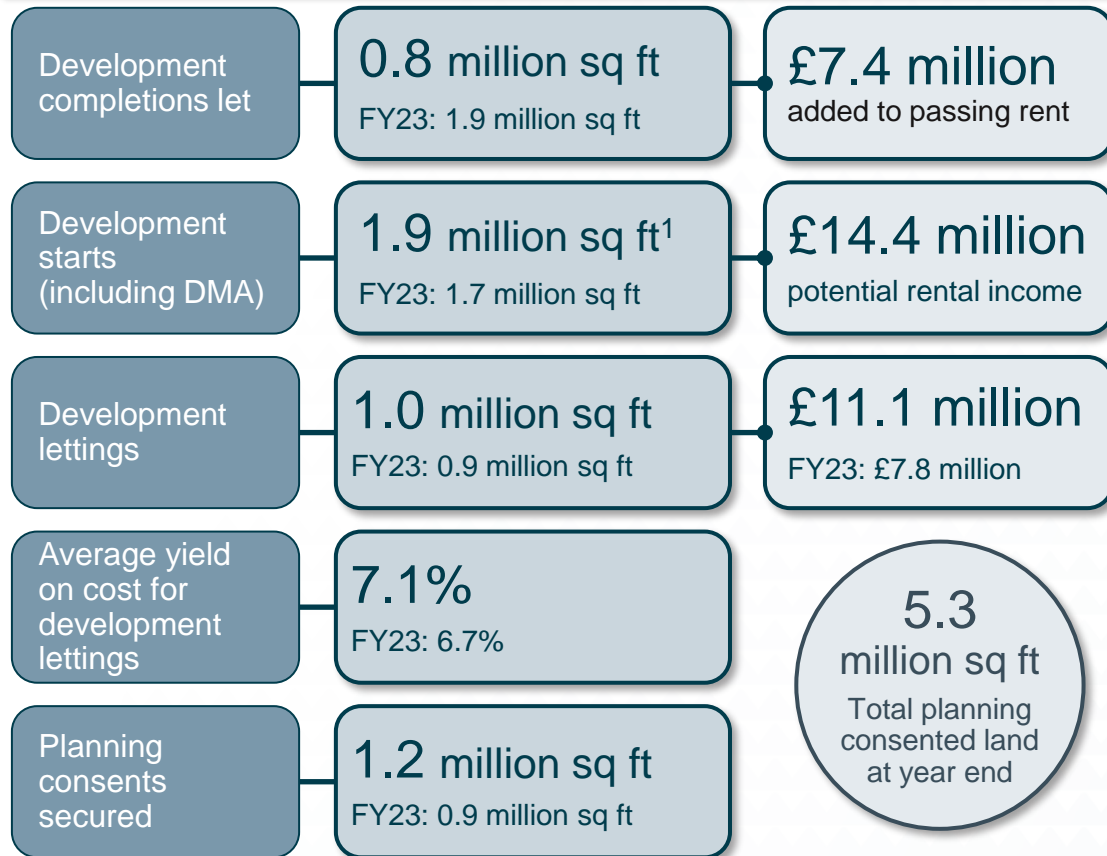 Development
completions let
0.8 million sq ft
FY23: 1.9 million sq ft
£7.4 million
added to passing rent
Development
starts
(including DMA)
1.9 million sq ft¹
FY23: 1.7 million sq ft
£14.4 million
potential rental income
Development
lettings
1.0 million sq ft
FY23: 0.9 million sq ft
£11.1 million
FY23: £7.8 million
Average yield
on cost for
development
lettings
7.1%
FY23: 6.7%
5.3
million sq ft
Total planning
consented land
at year end
Planning
consents
secured
1.2 million sq ft
FY23: 0.9 million sq ft